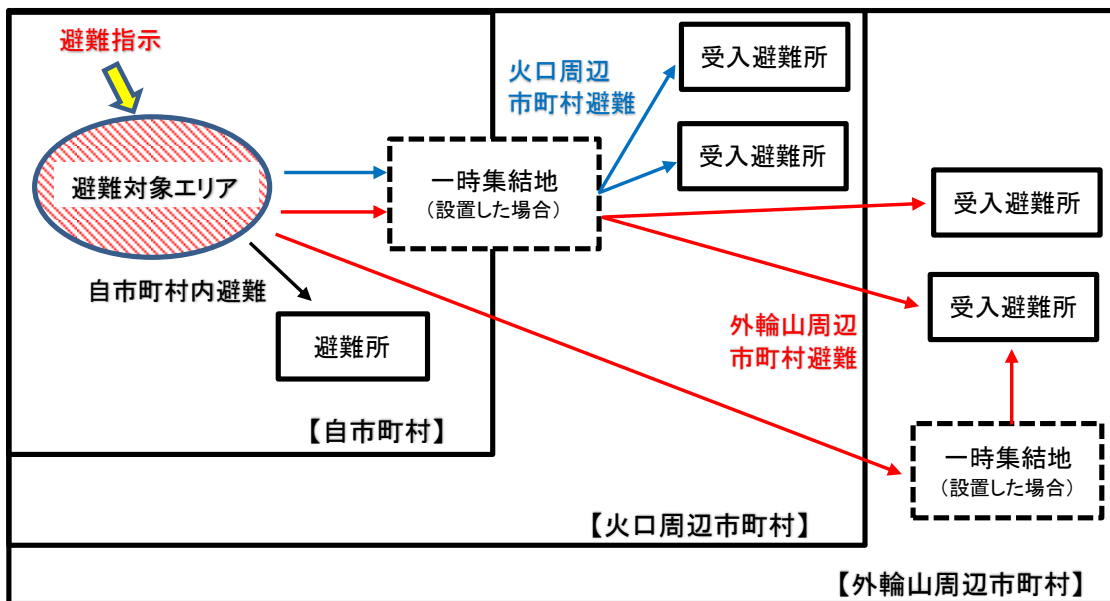 避難指示
避難対象エリア
自市町村内避難
避難所
【自市町村】
一時集結地
(設置した場合)
火口周辺
市町村避難
受入避難所
受入避難所
【火口周辺市町村】
外輪山周辺
市町村避難
受入避難所
受入避難所
一時集結地
(設置した場合)
【外輪山周辺市町村】